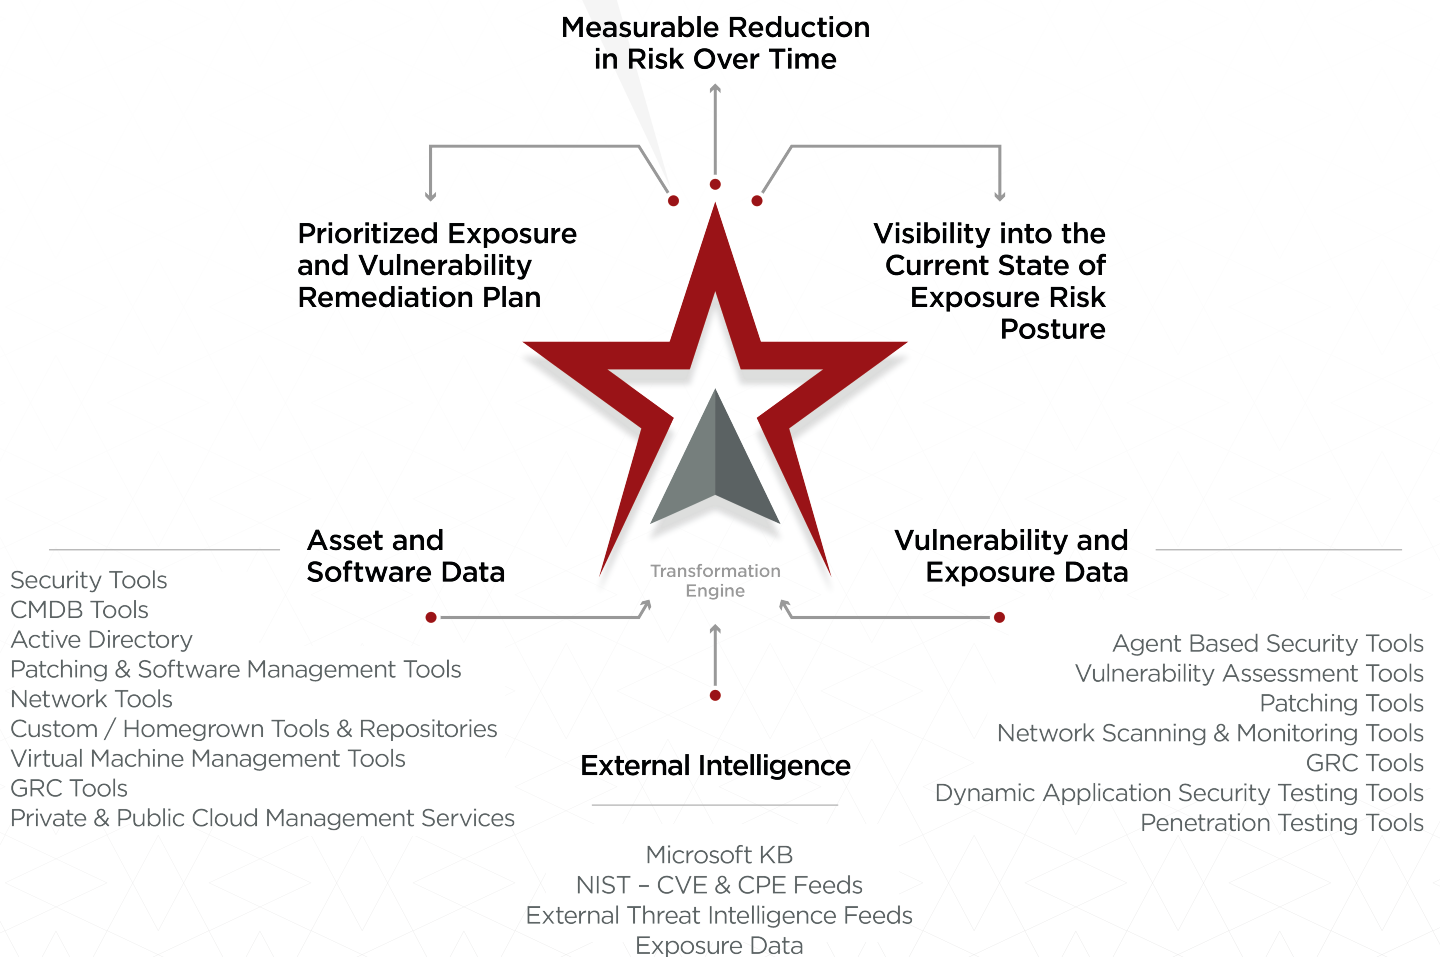 Measurable Reduction
in Risk Over Time
Prioritized Exposure
and Vulnerability
Remediation Plan
Visibility into the
Current State of
Exposure Risk
Posture
Asset and
Software Data
Security Tools
CMDB Tools
Active Directory
Patching & Software Management Tools
Network Tools
Custom / Homegrown Tools & Repositories
Virtual Machine Management Tools
GRC Tools
Private & Public Cloud Management Services
Transformation
Engine
Vulnerability and
Exposure Data
Agent Based Security Tools
Vulnerability Assessment Tools
Patching Tools
Network Scanning & Monitoring Tools
GRC Tools
Dynamic Application Security Testing Tools
Penetration Testing Tools
External Intelligence
Microsoft KB
NIST – CVE & CPE Feeds
External Threat Intelligence Feeds
Exposure Data